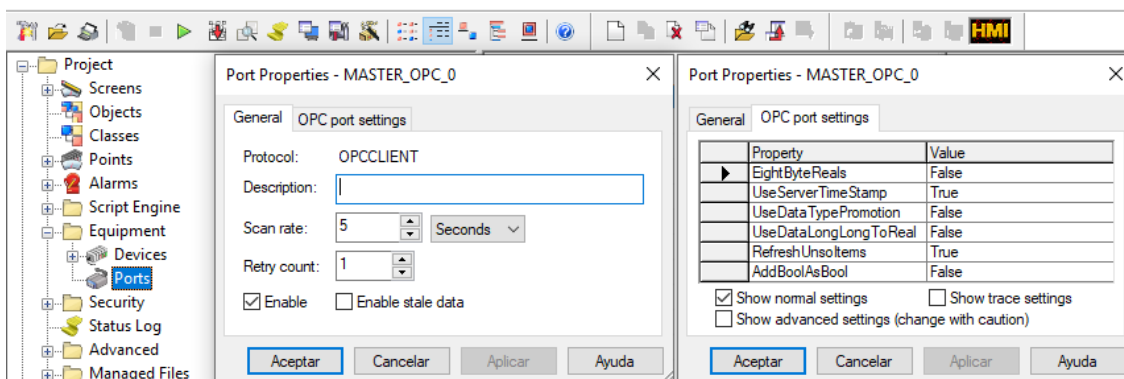 HMI
Project
Screens
Objects
Classes
Points
Alarms
Script Engine
Equipment
Devices
Ports
Security
Status Log
Advanced
Managed Files
Port Properties - MASTER_OPC_0
General OPC port settings
Protocol: OPCCLIENT
Description:
Scan rate: 5 Seconds
Retry count: 1
Enable Enable stale data
Aceptar Cancelar Aplicar Ayuda
Port Properties - MASTER_OPC_0
General OPC port settings
Property Value
EightByteReals False
UseServerTimeStamp True
UseDataTypePromotion False
UseDataLongLongToReal False
RefreshUnsoItems True
AddBoolAsBool False
Show normal settings Show trace settings
Show advanced settings (change with caution)
Aceptar Cancelar Aplicar Ayuda